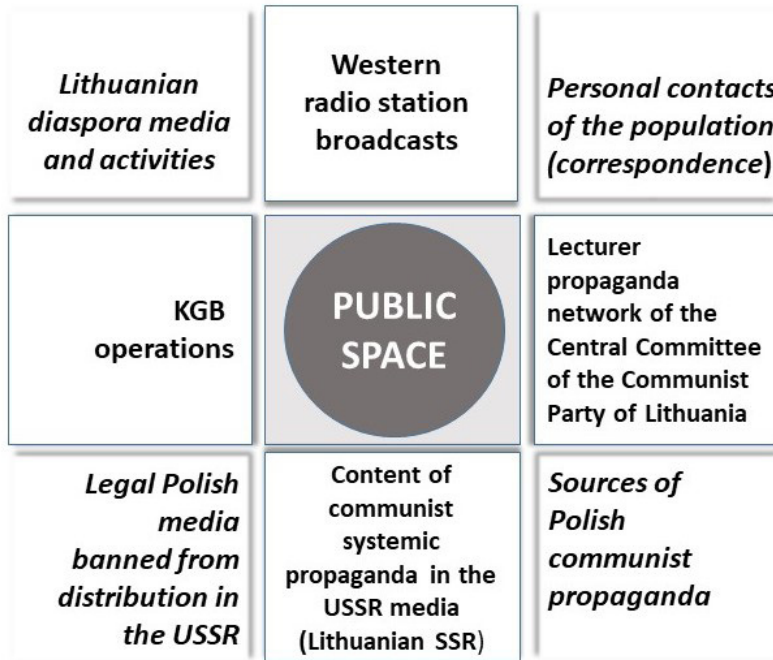 Lithuanian
diaspora media
and activities
Western
radio station
broadcasts
Personal contacts
of the population
(correspondence)
KGB
operations
PUBLIC
SPACE
Lecturer
propaganda
network of the
Central Committee
of the Communist
Party of Lithuania
Legal Polish
media
banned from
distribution in
the USSR
Content of
communist
systemic
propaganda in the
USSR media
(Lithuanian SSR)
Sources of
Polish
communist
propaganda